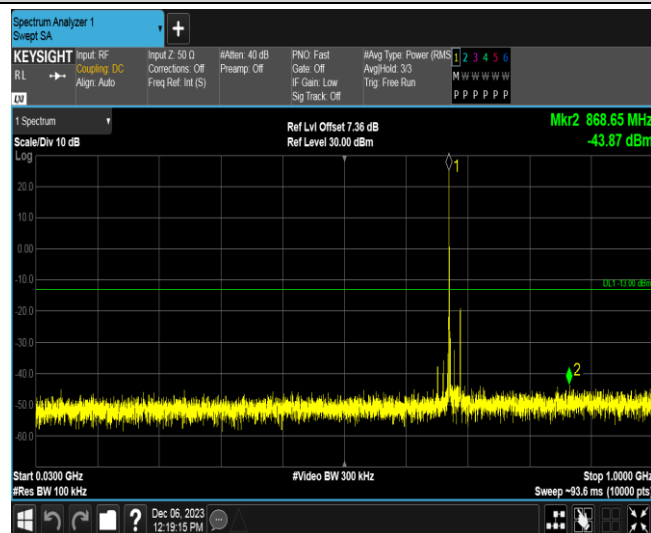 Spectrum Analyzer 1
Swept SA
+
KEYSIGHT
RL
LXI
Input: RF
Coupling: DC
Align: Auto
Input Z: 50 Ω
Corrections: Off
Freq Ref: Int (S)
#Atten: 40 dB
Preamp: Off
PNO: Fast
Gate: Off
IF Gain: Low
Sig Track: Off
#Avg Type: Power (RMS
Avg|Hold: 3/3
Trig: Free Run
1 2 3 4 5 6
M W W W W W
P P P P P P
1 Spectrum
Scale/Div 10 dB
Ref Lvl Offset 7.36 dB
Ref Level 30.00 dBm
Mkr2 868.65 MHz
-43.87 dBm
Log
1
20.0
10.0
0.00
-10.0
DL1 -13.00 dBm
-20.0
-30.0
-40.0
2
-50.0
-60.0
Start 0.0300 GHz
#Video BW 300 kHz
Stop 1.0000 GHz
#Res BW 100 kHz
Sweep ~93.6 ms (10000 pts)
?
Dec 06, 2023
12:19:15 PM